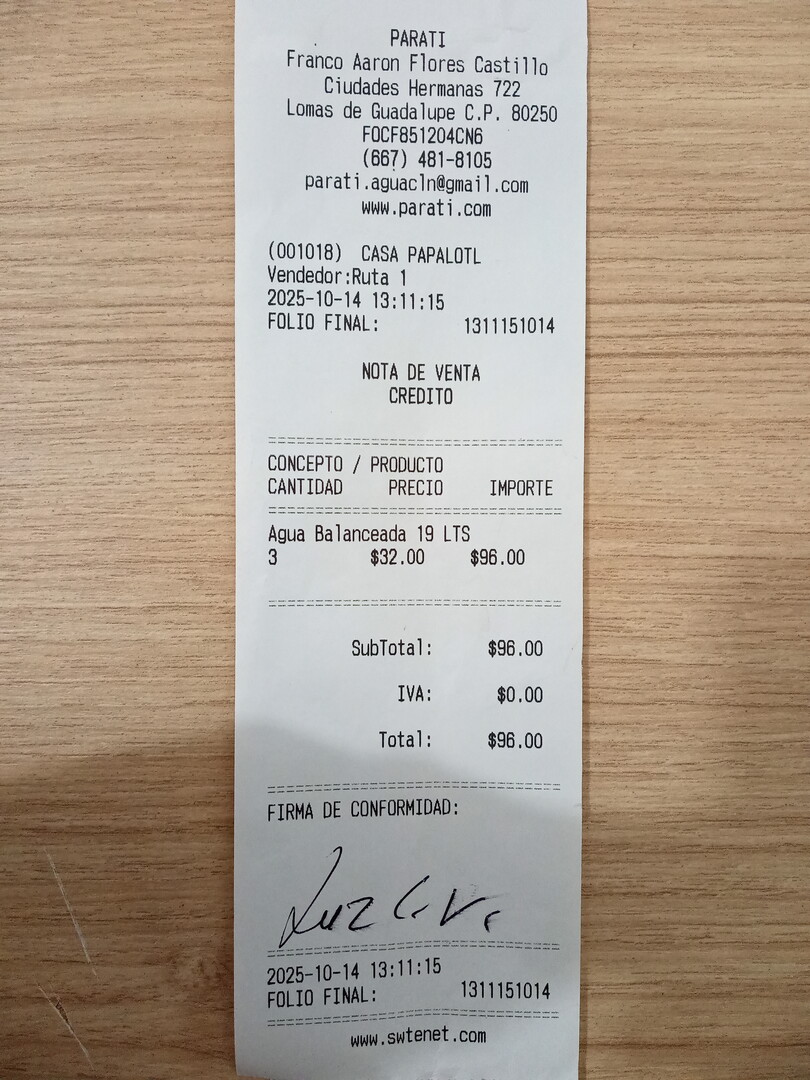 PARATI
Franco Aaron Flores Castillo
Ciudades Hermanas 722
Lomas de Guadalupe C.P. 80250
FOCF851204CN6
(667) 481-8105
parati.aguacln@gmail.com
www.parati.com
(001018) CASA PAPALOTL
Vendedor:Ruta 1
2025-10-14 13:11:15
FOLIO FINAL: 1311151014
NOTA DE VENTA
CREDITO
CONCEPTO / PRODUCTO
CANTIDAD PRECIO IMPORTE
Agua Balanceada 19 LTS
3 $32.00 $96.00
SubTotal: $96.00
IVA: $0.00
Total: $96.00
FIRMA DE CONFORMIDAD:
Luz
2025-10-14 13:11:15
FOLIO FINAL: 1311151014
www.swtenet.com